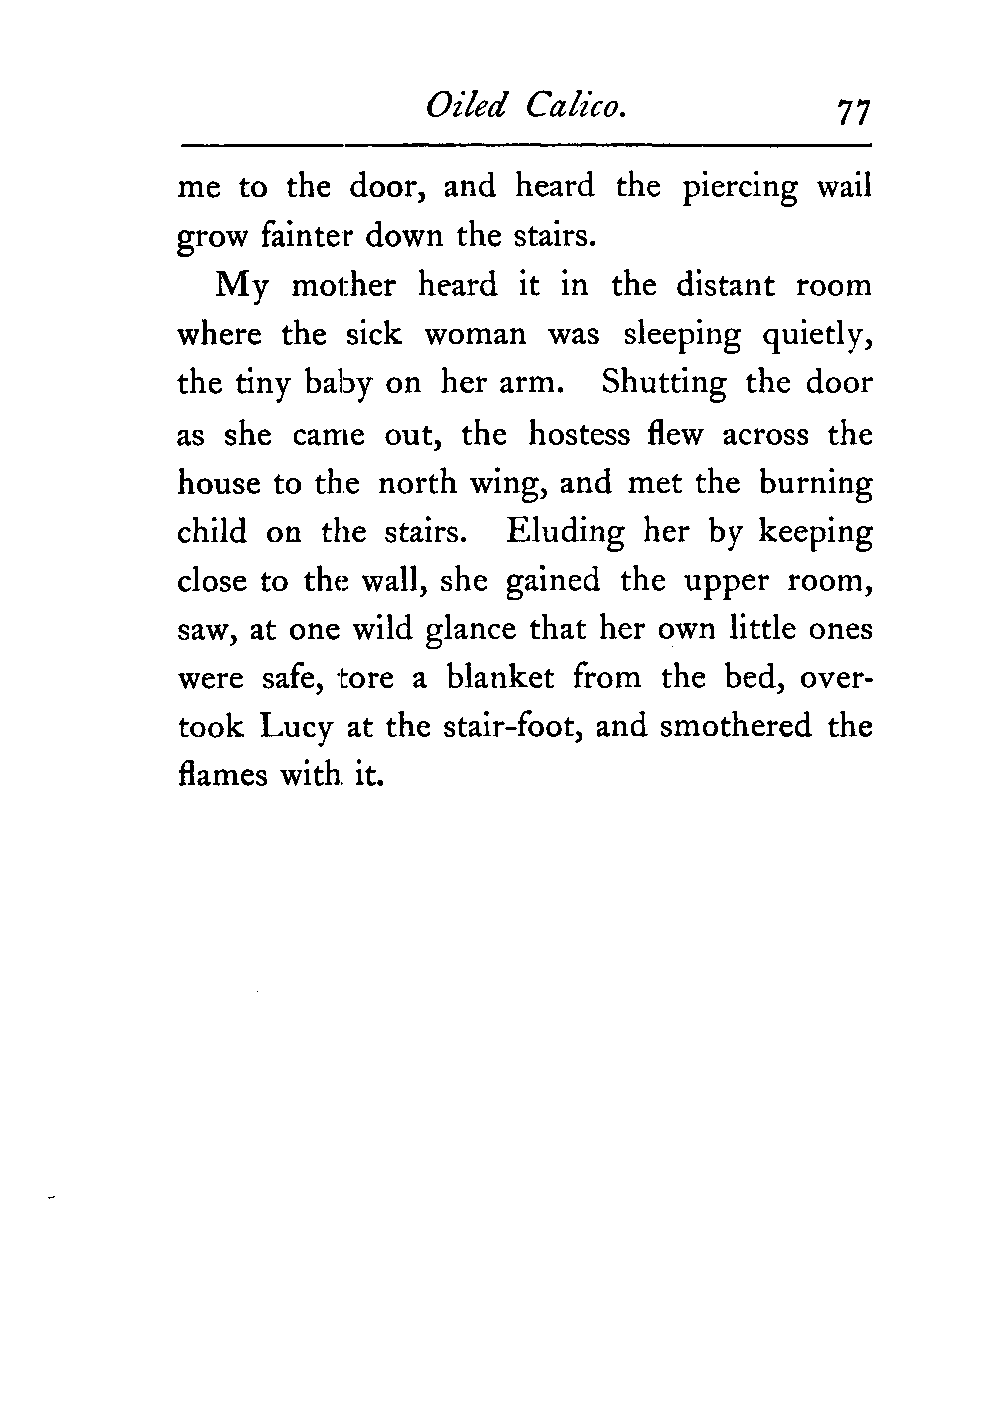 Oiled Calico. 77
me to the door, and heard the piercing wail
grow fainter down the stairs.
My mother heard it in the distant room
where the sick woman was sleeping quietly,
the tiny baby on her arm. Shutting the door
as she came out, the hostess flew across the
house to the north wing, and met the burning
child on the stairs. Eluding her by keeping
close to the wall, she gained the upper room,
saw, at one wild glance that her own little ones
were safe, tore a blanket from the bed, over-
took Lucy at the stair-foot, and smothered the
flames with it.